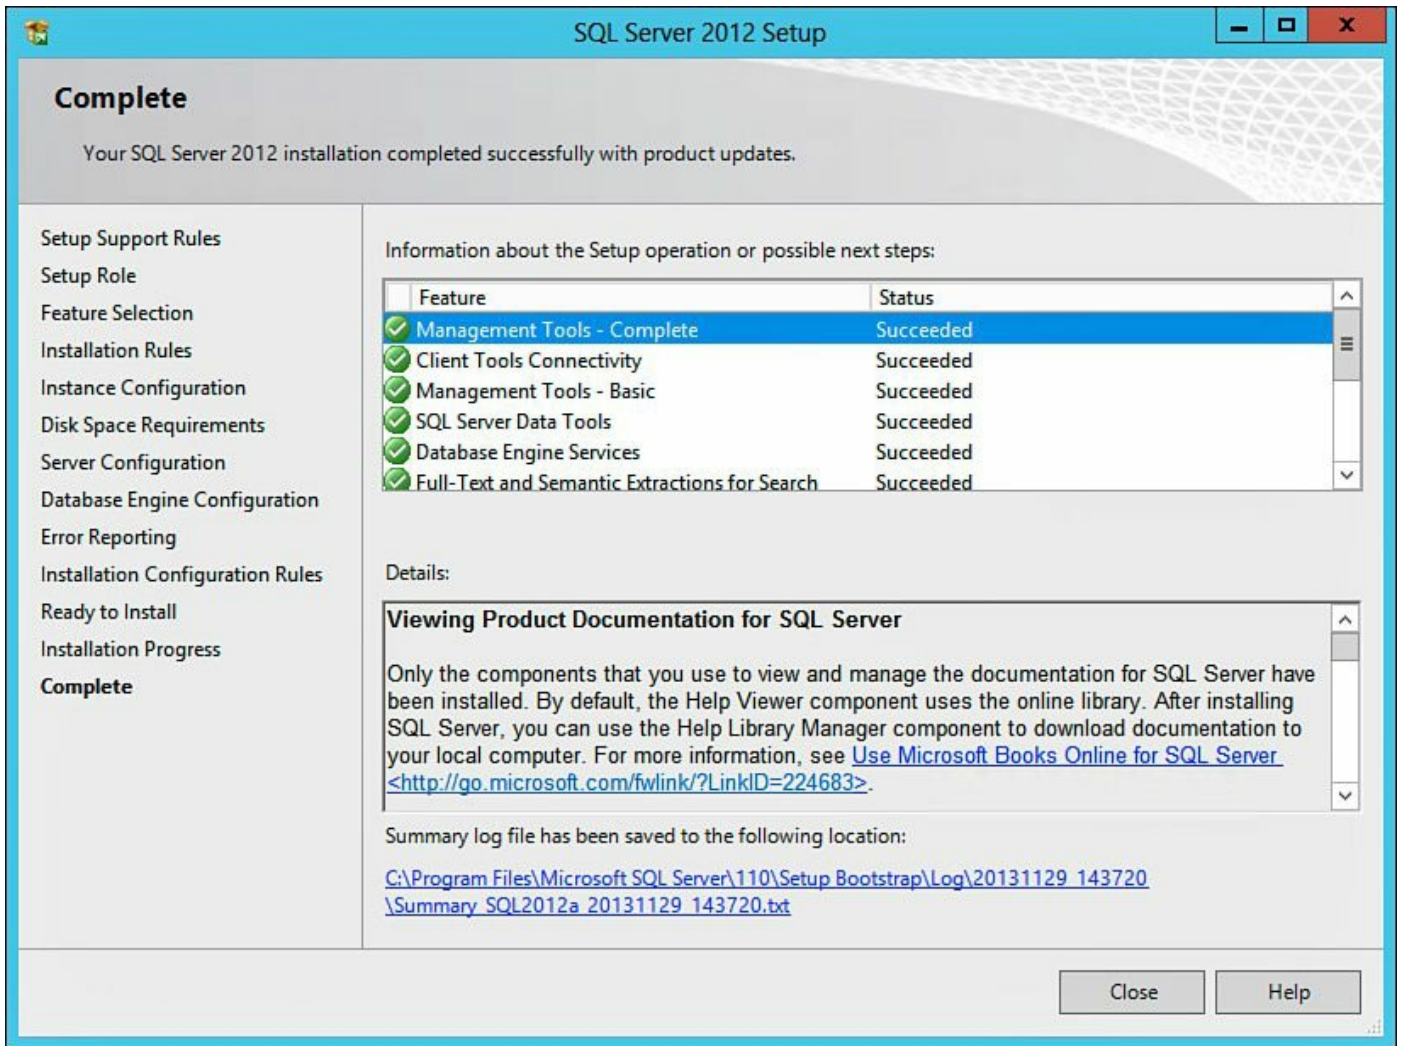 SQL Server 2012 Setup
Complete
Your SQL Server 2012 installation completed successfully with product updates.
Setup Support Rules
Setup Role
Feature Selection
Installation Rules
Instance Configuration
Disk Space Requirements
Server Configuration
Database Engine Configuration
Error Reporting
Installation Configuration Rules
Ready to Install
Installation Progress
Complete
Information about the Setup operation or possible next steps:
Feature Status
Management Tools - Complete Succeeded
Client Tools Connectivity Succeeded
Management Tools - Basic Succeeded
SQL Server Data Tools Succeeded
Database Engine Services Succeeded
Full-Text and Semantic Extractions for Search Succeeded
Details:
Viewing Product Documentation for SQL Server
Only the components that you use to view and manage the documentation for SQL Server have
been installed. By default, the Help Viewer component uses the online library. After installing
SQL Server, you can use the Help Library Manager component to download documentation to
your local computer. For more information, see Use Microsoft Books Online for SQL Server
<http://go.microsoft.com/fwlink/?LinkID=224683>.
Summary log file has been saved to the following location:
C:\Program Files\Microsoft SQL Server\110\Setup Bootstrap\Log\20131129_143720
\Summary_SQL2012a_20131129_143720.txt
Close Help